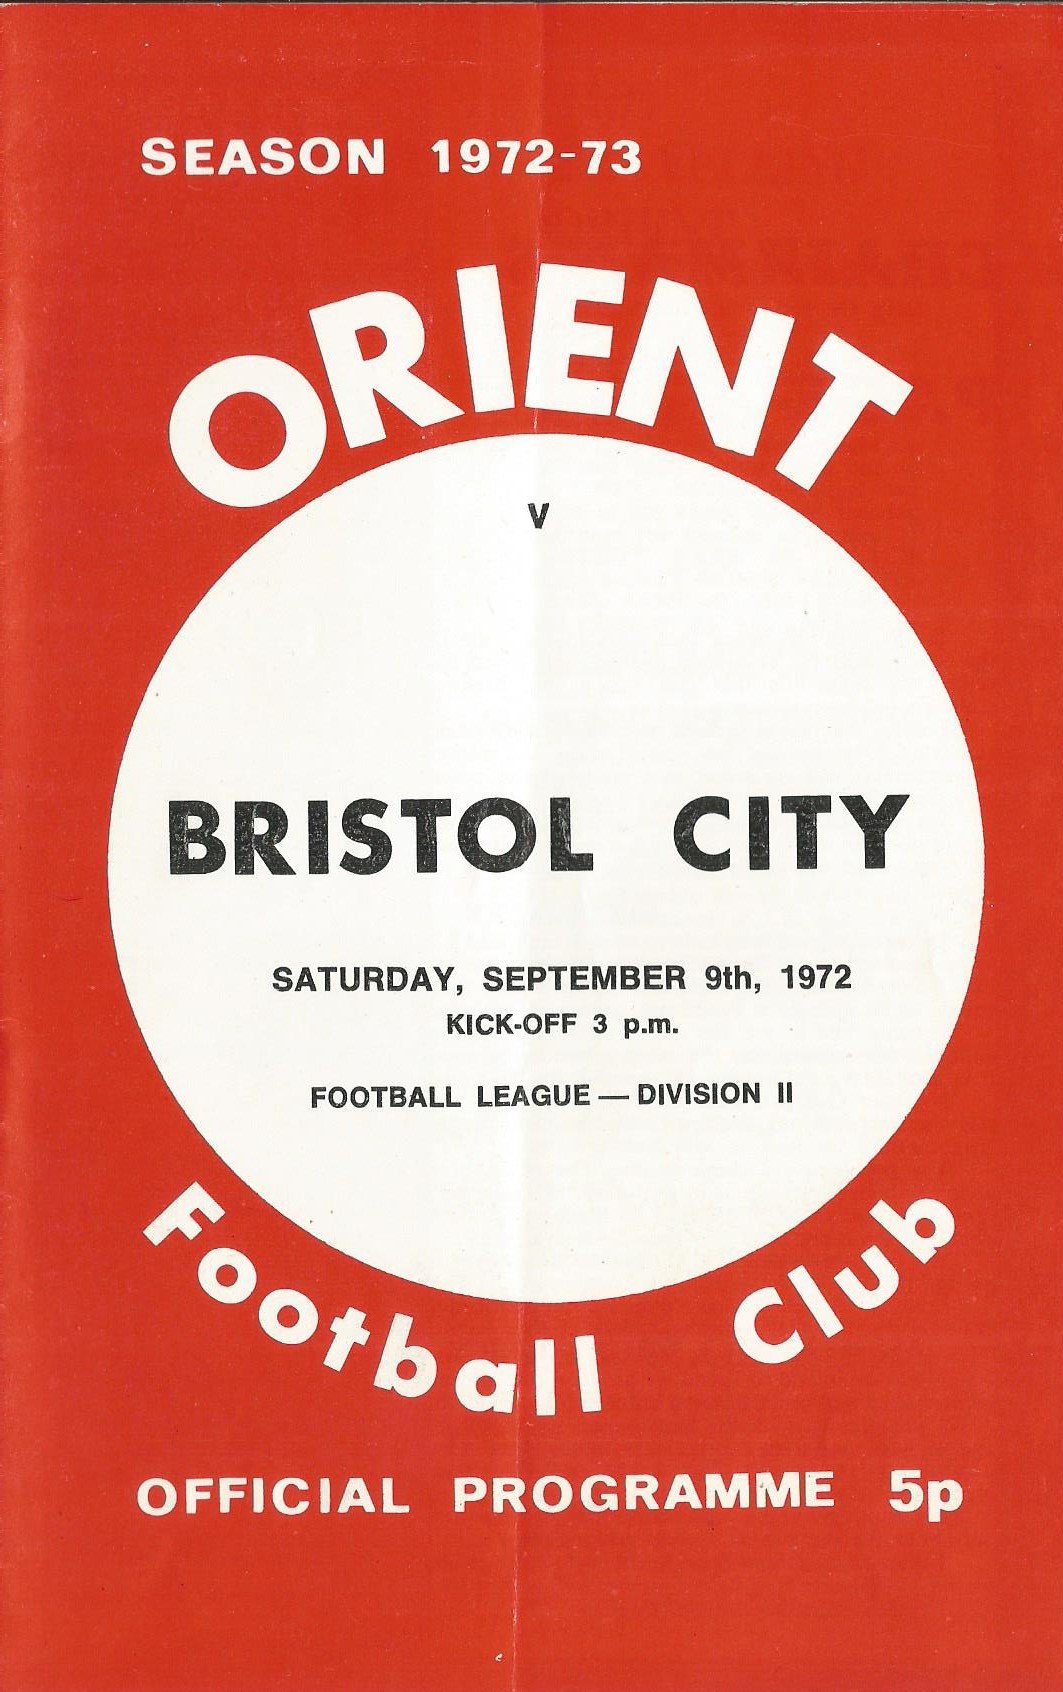 SEASON 1972-73
ORIENT
v
BRISTOL CITY
SATURDAY, SEPTEMBER 9th, 1972
KICK-OFF 3 p.m.
FOOTBALL LEAGUE — DIVISION II
Football Club
OFFICIAL PROGRAMME 5p